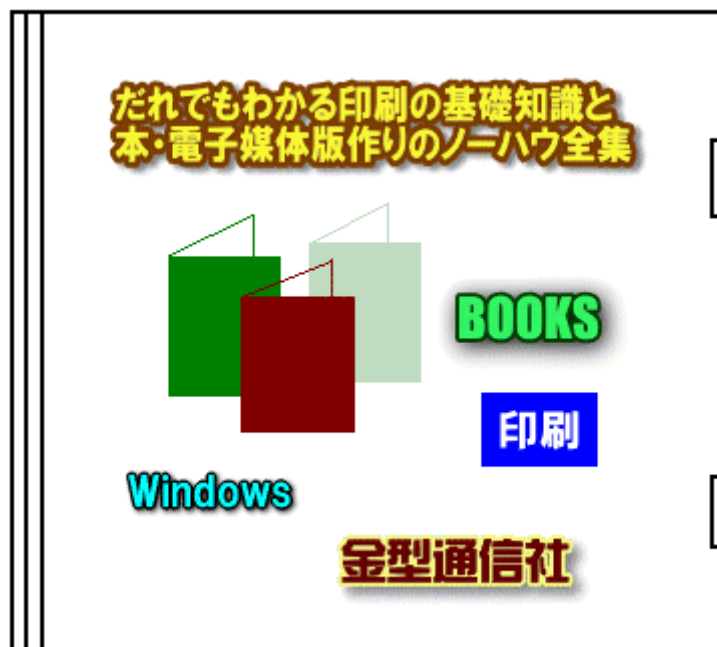 だれでもわかる印刷の基礎知識と
本・電子媒体版作りのノーハウ全集
BOOKS
印刷
Windows
金型通信社